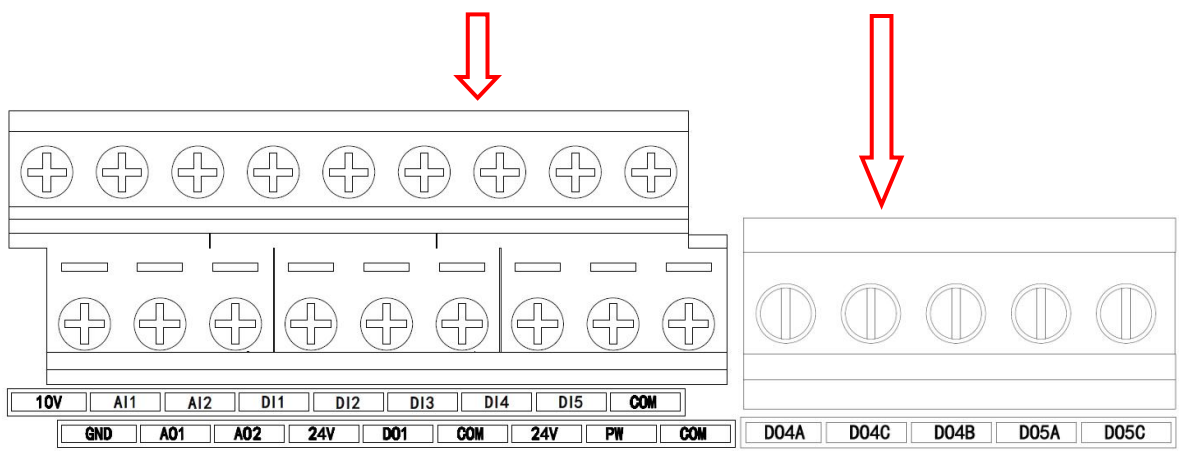 10V AI1 AI2 DI1 DI2 DI3 DI4 DI5 COM
GND AO1 AO2 24V DO1 COM 24V PW COM
DO4A DO4C DO4B DO5A DO5C